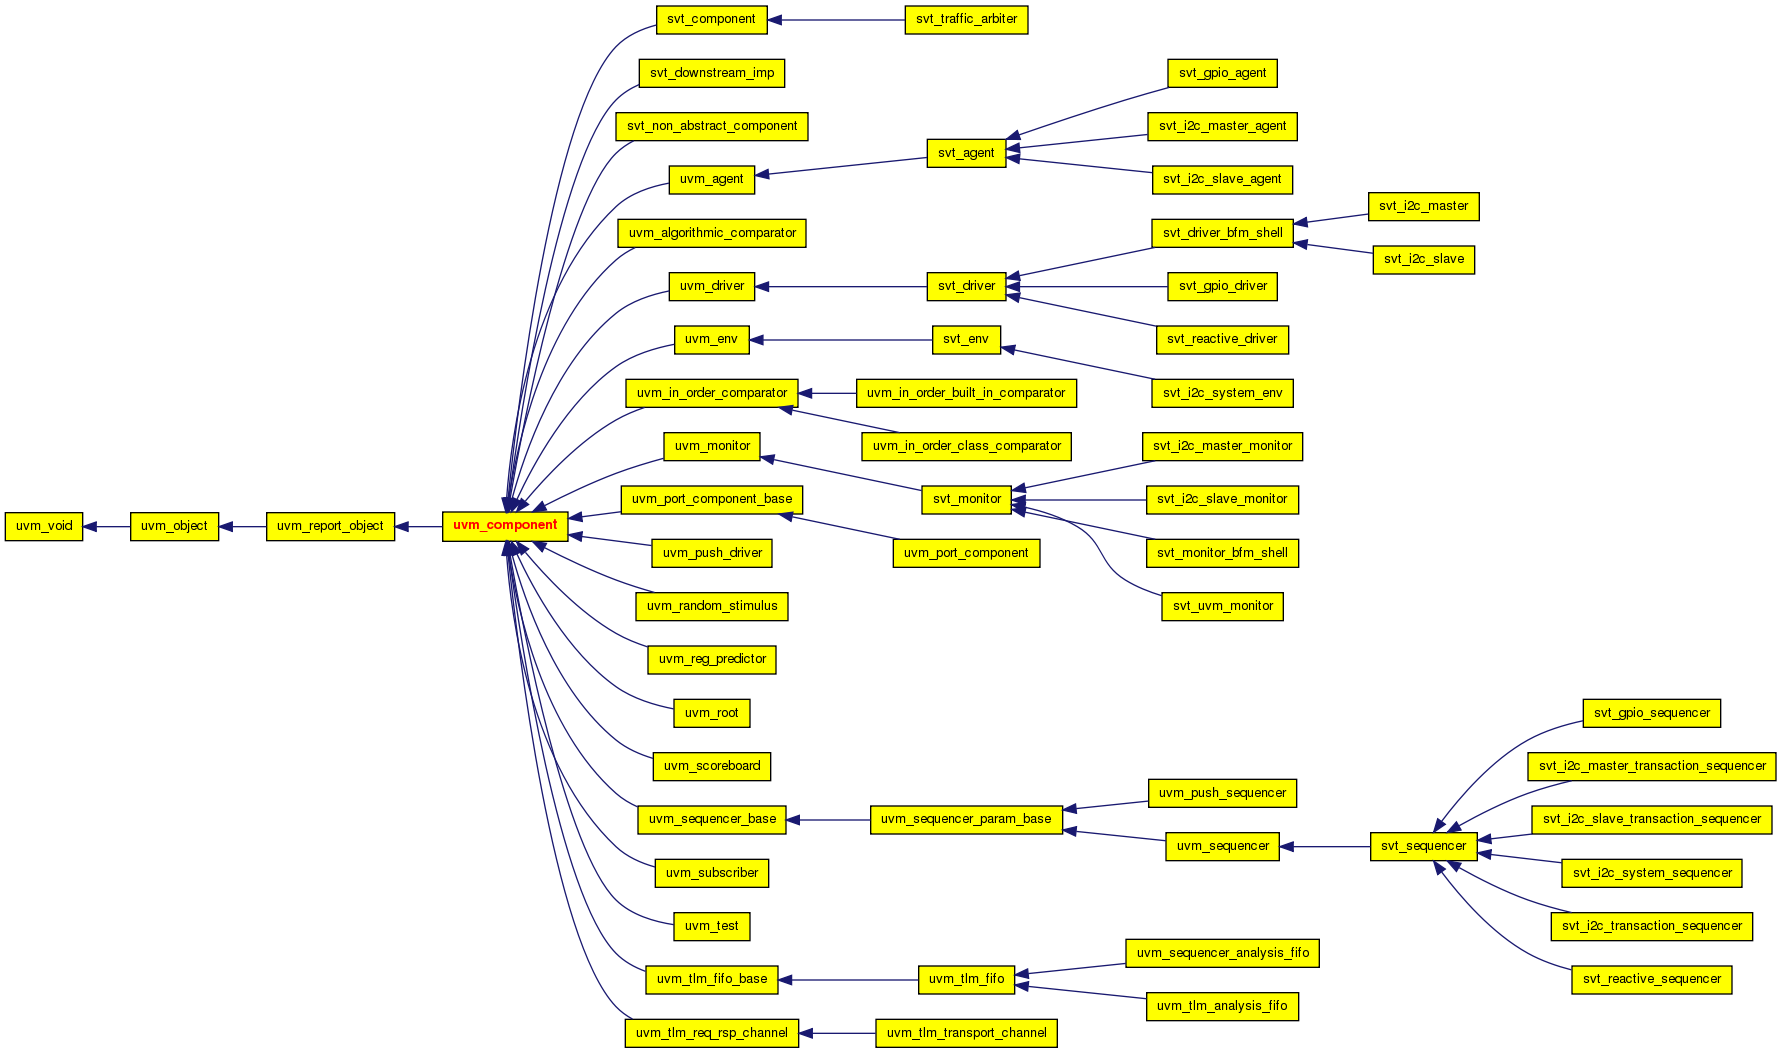 svt_component
svt_traffic_arbiter
svt_downstream_imp
svt_gpio_agent
svt_non_abstract_component
svt_i2c_master_agent
svt_agent
uvm_agent
svt_i2c_slave_agent
svt_i2c_master
uvm_algorithmic_comparator
svt_driver_bfm_shell
svt_i2c_slave
uvm_driver
svt_driver
svt_gpio_driver
uvm_env
svt_env
svt_reactive_driver
uvm_in_order_comparator
uvm_in_order_built_in_comparator
svt_i2c_system_env
uvm_monitor
uvm_in_order_class_comparator
svt_i2c_master_monitor
uvm_port_component_base
svt_monitor
svt_i2c_slave_monitor
uvm_void
uvm_object
uvm_report_object
uvm_component
uvm_push_driver
uvm_port_component
svt_monitor_bfm_shell
uvm_random_stimulus
svt_uvm_monitor
uvm_reg_predictor
uvm_root
svt_gpio_sequencer
uvm_scoreboard
svt_i2c_master_transaction_sequencer
uvm_push_sequencer
uvm_sequencer_base
uvm_sequencer_param_base
svt_i2c_slave_transaction_sequencer
uvm_sequencer
svt_sequencer
uvm_subscriber
svt_i2c_system_sequencer
uvm_test
svt_i2c_transaction_sequencer
uvm_sequencer_analysis_fifo
uvm_tlm_fifo_base
uvm_tlm_fifo
svt_reactive_sequencer
uvm_tlm_analysis_fifo
uvm_tlm_req_rsp_channel
uvm_tlm_transport_channel